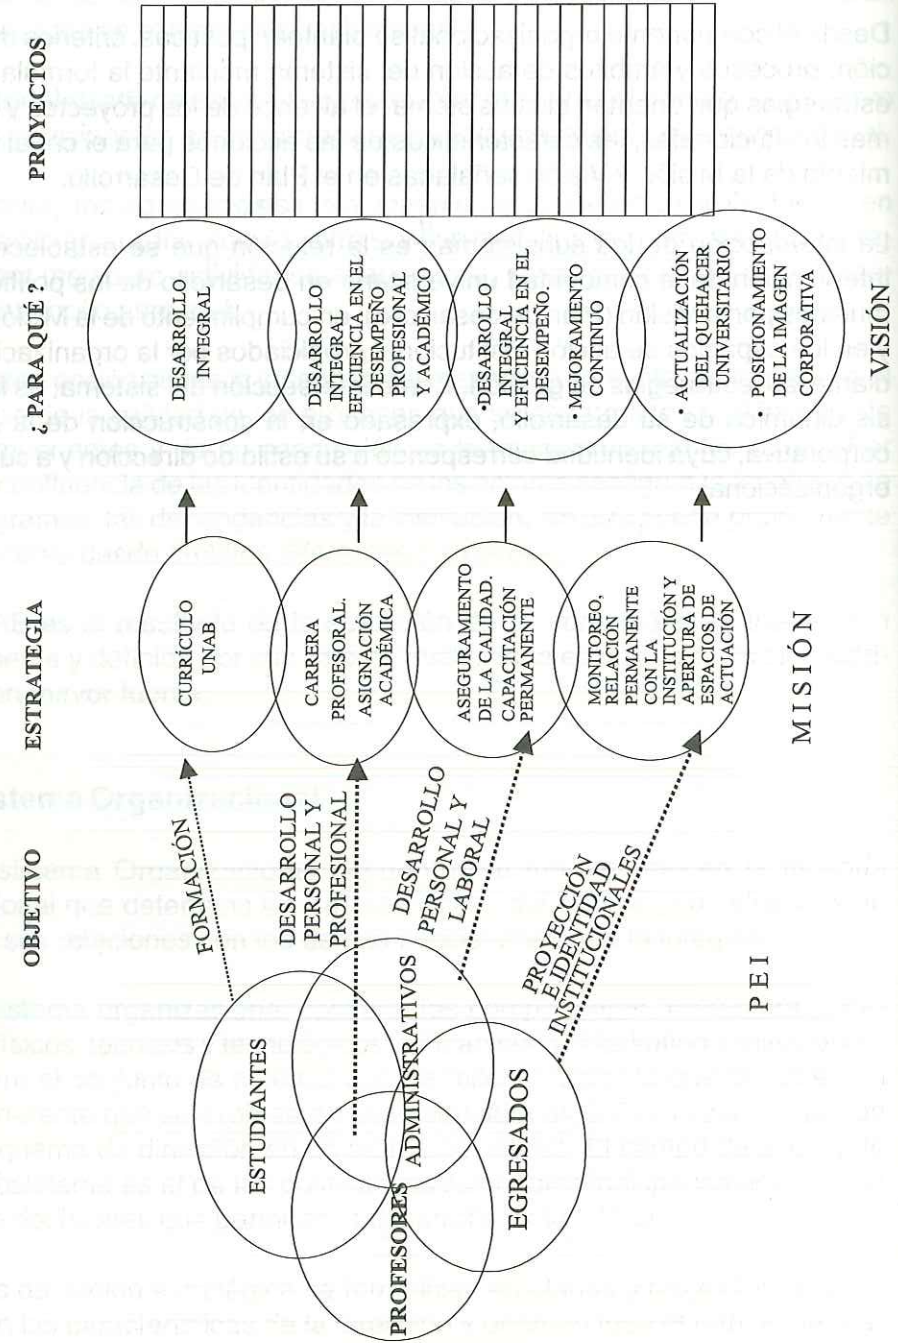 OBJETIVO
ESTRATEGIA
¿ PARA QUÉ ?
PROYECTOS
ESTUDIANTES
PROFESORES
ADMINISTRATIVOS
EGRESADOS
FORMACIÓN
DESARROLLO
PERSONAL Y
PROFESIONAL
DESARROLLO
PERSONAL Y
LABORAL
PROYECCIÓN
E IDENTIDAD
INSTITUCIONALES
CURRÍCULO
UNAB
CARRERA
PROFESORAL.
ASIGNACIÓN
ACADÉMICA
ASEGURAMIENTO
DE LA CALIDAD.
CAPACITACIÓN
PERMANENTE.
MONITOREO,
RELACIÓN
PERMANENTE
CON LA
INSTITUCIÓN Y
APERTURA DE
ESPACIOS DE
ACTUACIÓN
DESARROLLO
INTEGRAL
DESARROLLO
INTEGRAL
EFICIENCIA EN EL
DESEMPEÑO
PROFESIONAL
ACADÉMICO
•DESARROLLO
INTEGRAL
EFICIENCIA EN EL
DESEMPEÑO.
•MEJORAMIENTO
CONTINUO
• ACTUALIZACIÓN
DEL QUEHACER
UNIVERSITARIO.
• POSICIONAMIENTO
DE LA IMAGEN
CORPORATIVA
PEI
MISIÓN
VISIÓN